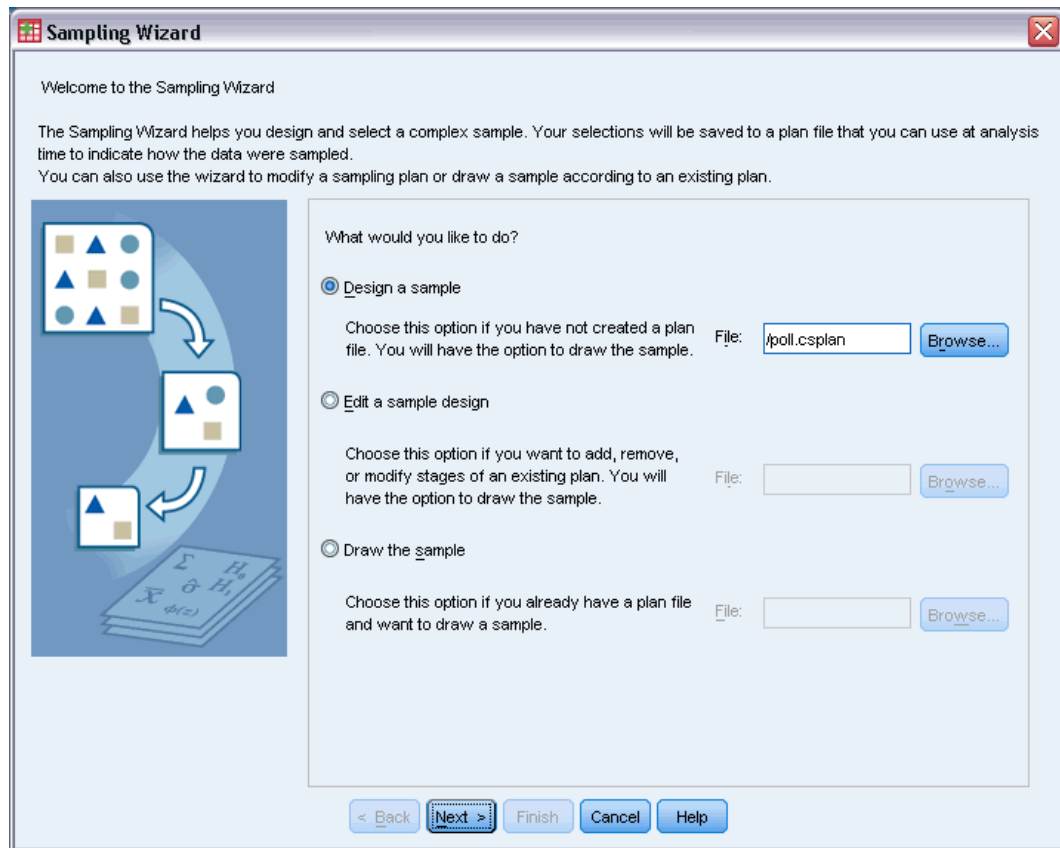 Sampling Wizard
Welcome to the Sampling Wizard
The Sampling Wizard helps you design and select a complex sample. Your selections will be saved to a plan file that you can use at analysis
time to indicate how the data were sampled.
You can also use the wizard to modify a sampling plan or draw a sample according to an existing plan.
What would you like to do?
Design a sample
Choose this option if you have not created a plan
file. You will have the option to draw the sample.
File:
/poll.csplan
Browse...
Edit a sample design
Choose this option if you want to add, remove,
or modify stages of an existing plan. You will
have the option to draw the sample.
File:
Browse...
Draw the sample
Choose this option if you already have a plan file
and want to draw a sample.
File:
Browse...
Σ H₀
X̅ σ̂ H₁
ϕ(z)
< Back
Next >
Finish
Cancel
Help